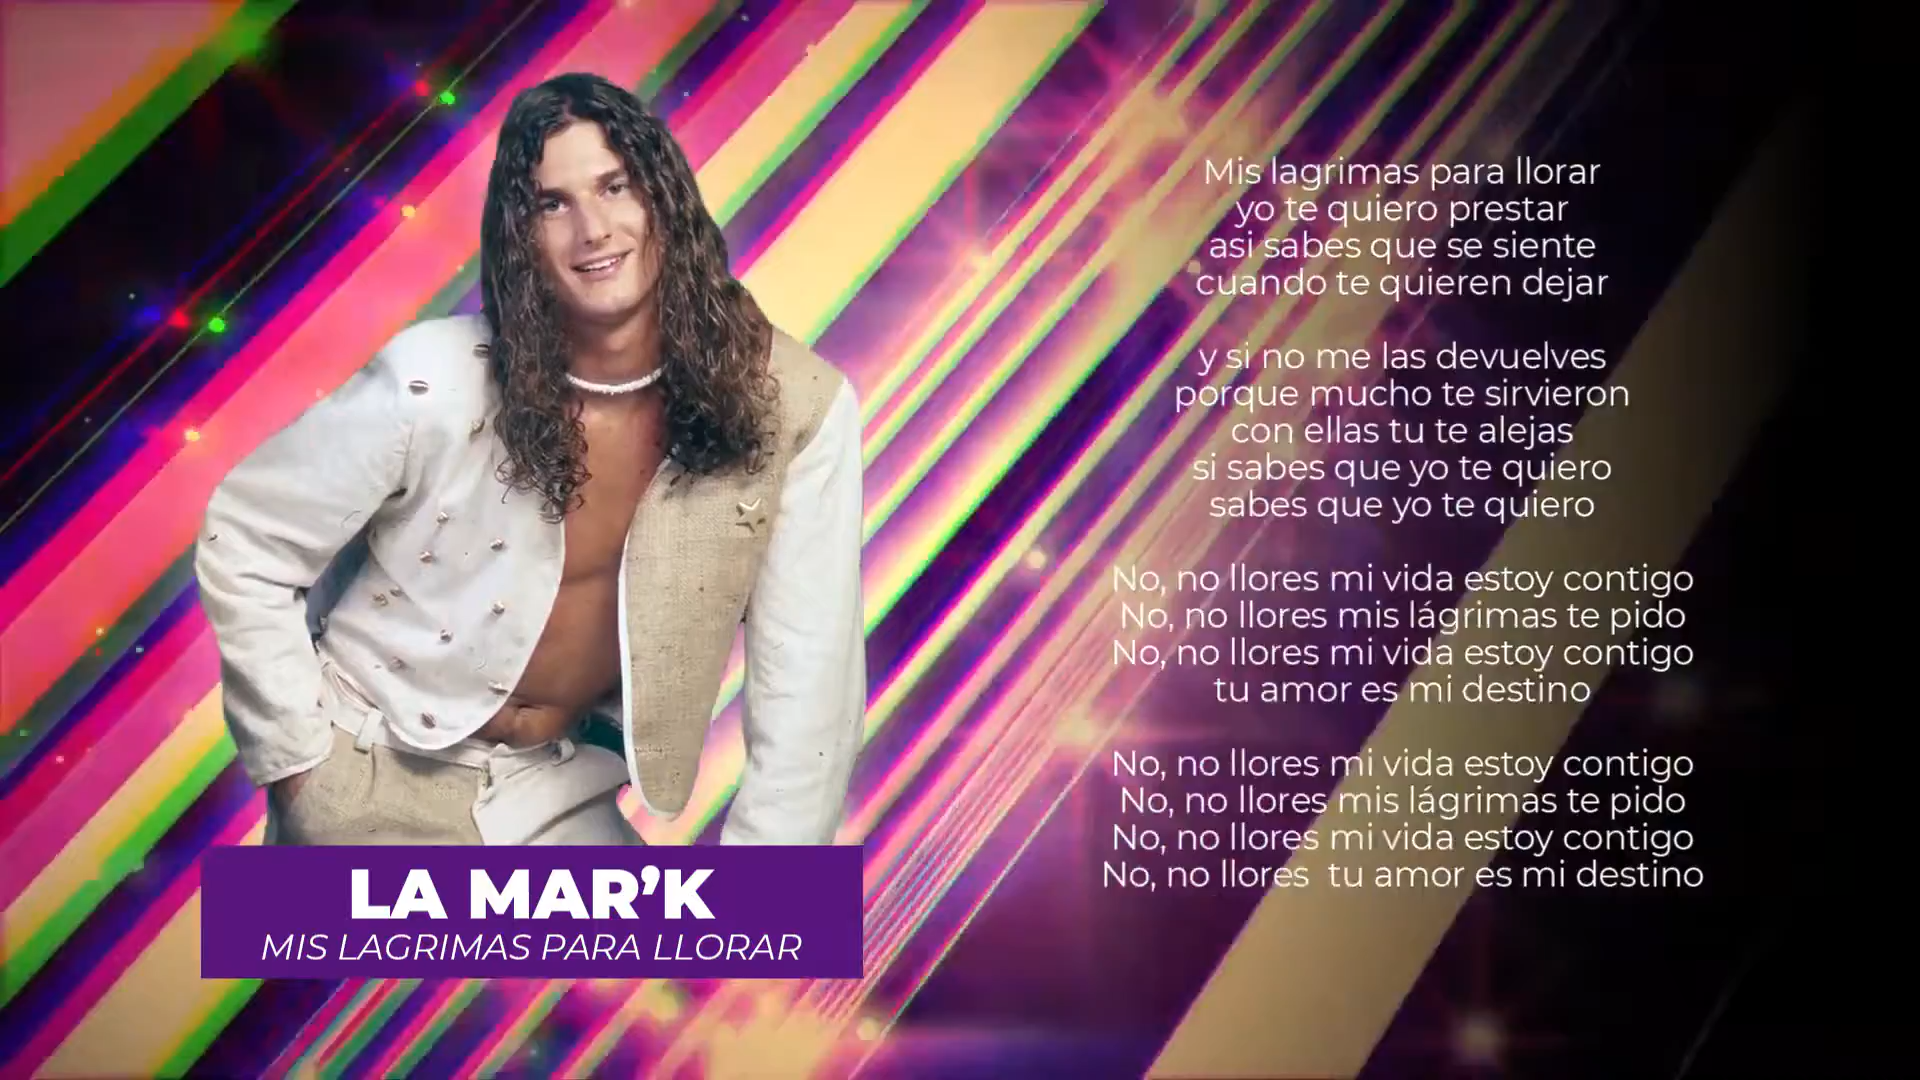 Mis lagrimas para llorar
yo te quiero prestar
asi sabes que se siente
cuando te quieren dejar
y si no me las devuelves
porque mucho te sirvieron
con ellas tu te alejas
si sabes que yo te quiero
sabes que yo te quiero
No, no llores mi vida estoy contigo
No, no llores mis lágrimas te pido
No, no llores mi vida estoy contigo
tu amor es mi destino
No, no llores mi vida estoy contigo
No, no llores mis lágrimas te pido
No, no llores mi vida estoy contigo
No, no llores  tu amor es mi destino
LA MAR’K
MIS LAGRIMAS PARA LLORAR